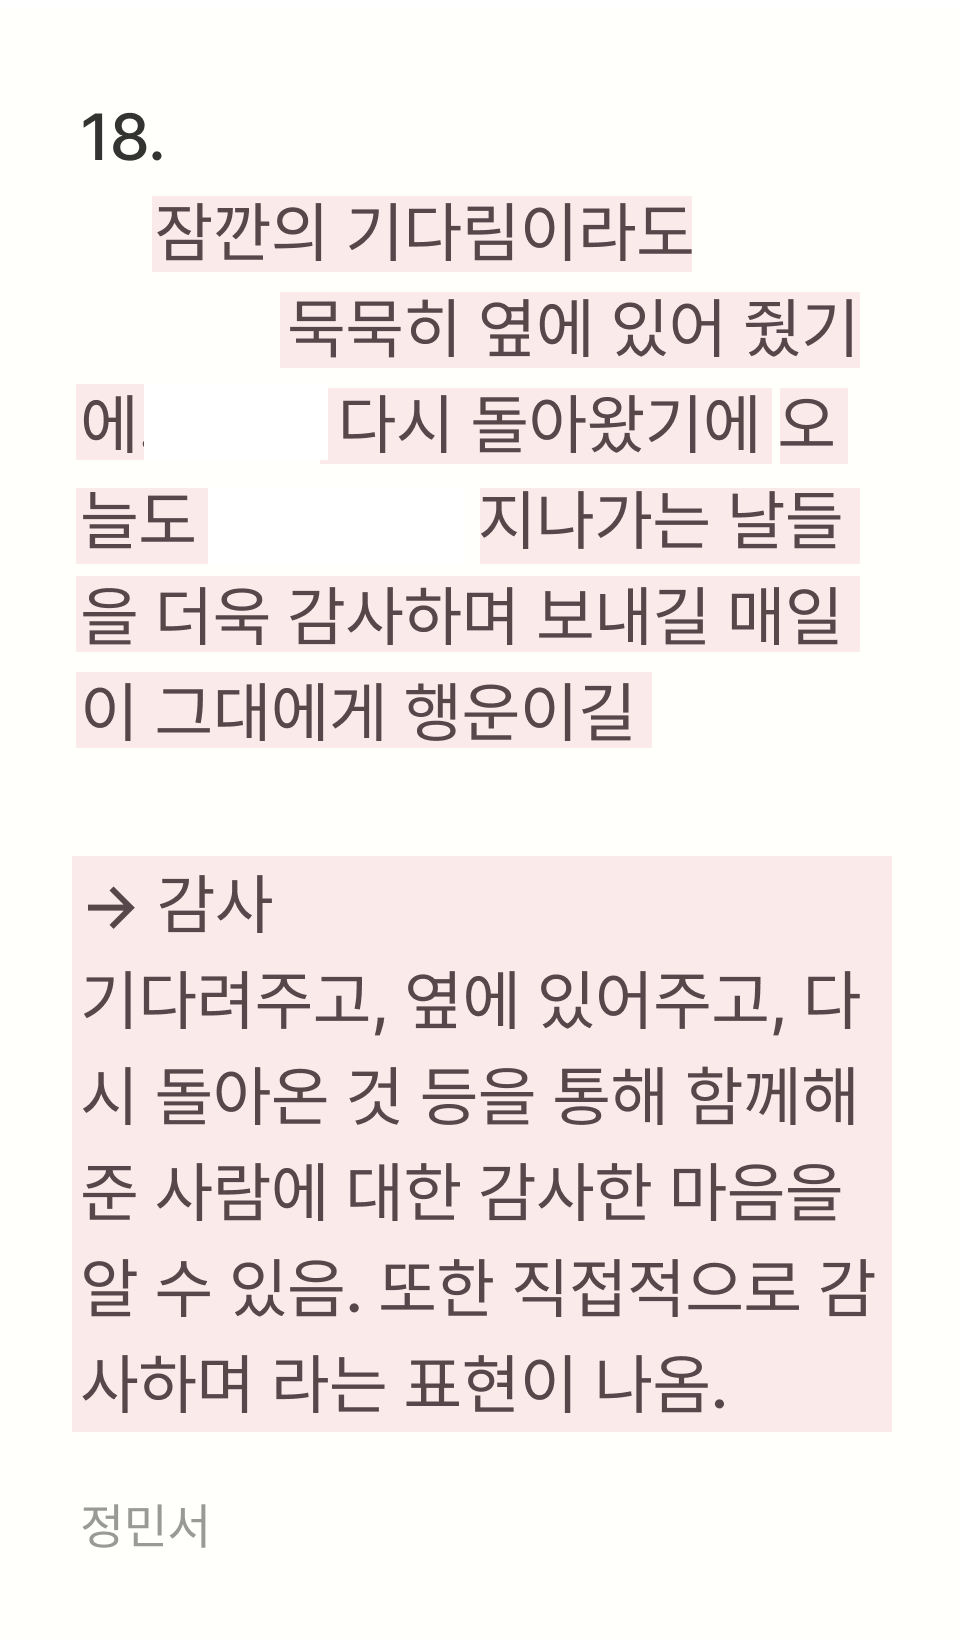 18.
잠깐의 기다림이라도
묵묵히 옆에 있어 줬기
에. 다시 돌아왔기에 오
늘도 지나가는 날들
을 더욱 감사하며 보내길 매일
이 그대에게 행운이길
→ 감사
기다려주고, 옆에 있어주고, 다
시 돌아온 것 등을 통해 함께해
준 사람에 대한 감사한 마음을
알 수 있음. 또한 직접적으로 감
사하며 라는 표현이 나옴.
정민서